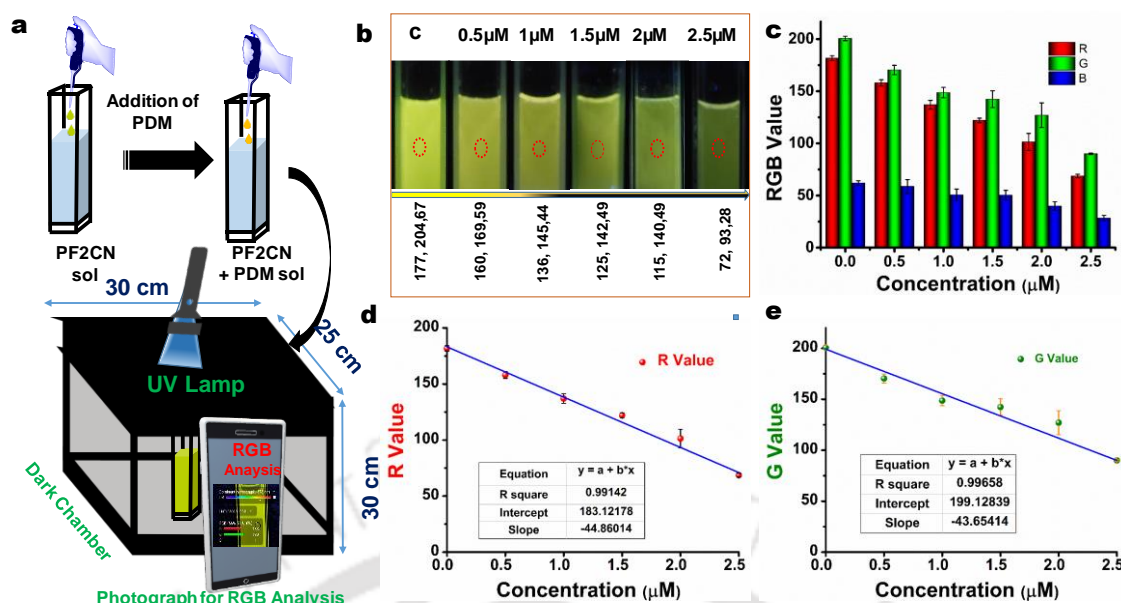 a
Addition of
PDM
PF2CN
sol
PF2CN
+ PDM sol
30 cm
25 cm
30 cm
UV Lamp
Dark Chamber
RGB
Anaysis
Photograph for RGB Analysis
b
C 0.5µM 1µM 1.5µM 2µM 2.5µM
177, 204,67
160, 169,59
136, 145,44
125, 142,49
115, 140,49
72, 93,28
c
R
G
B
RGB Value
200
150
100
50
0
0.0 0.5 1.0 1.5 2.0 2.5
Concentration (µM)
d
R Value
R Value
200
150
100
50
0
Equation y = a + b*x
R square 0.99142
Intercept 183.12178
Slope -44.86014
0.0 0.5 1.0 1.5 2.0 2.5
Concentration (µM)
e
G Value
G Value
200
150
100
50
0
Equation y = a + b*x
R square 0.99658
Intercept 199.12839
Slope -43.65414
0.0 0.5 1.0 1.5 2.0 2.5
Concentration (µM)